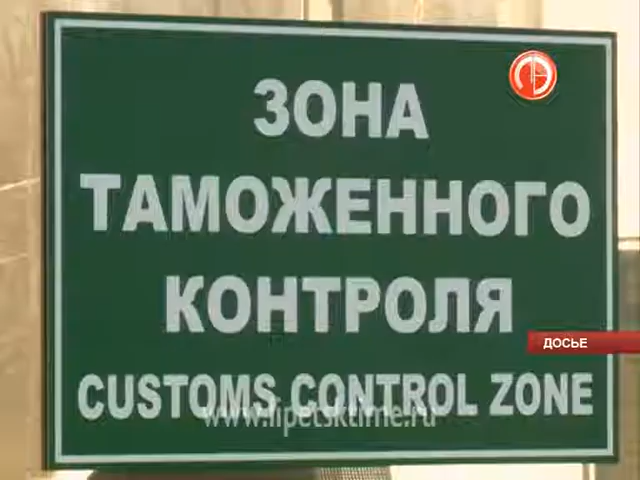 ЗОНА
ТАМОЖЕННОГО
КОНТРОЛЯ
ДОСЬЕ
CUSTOMS CONTROL ZONE
www.lipetsktime.ru